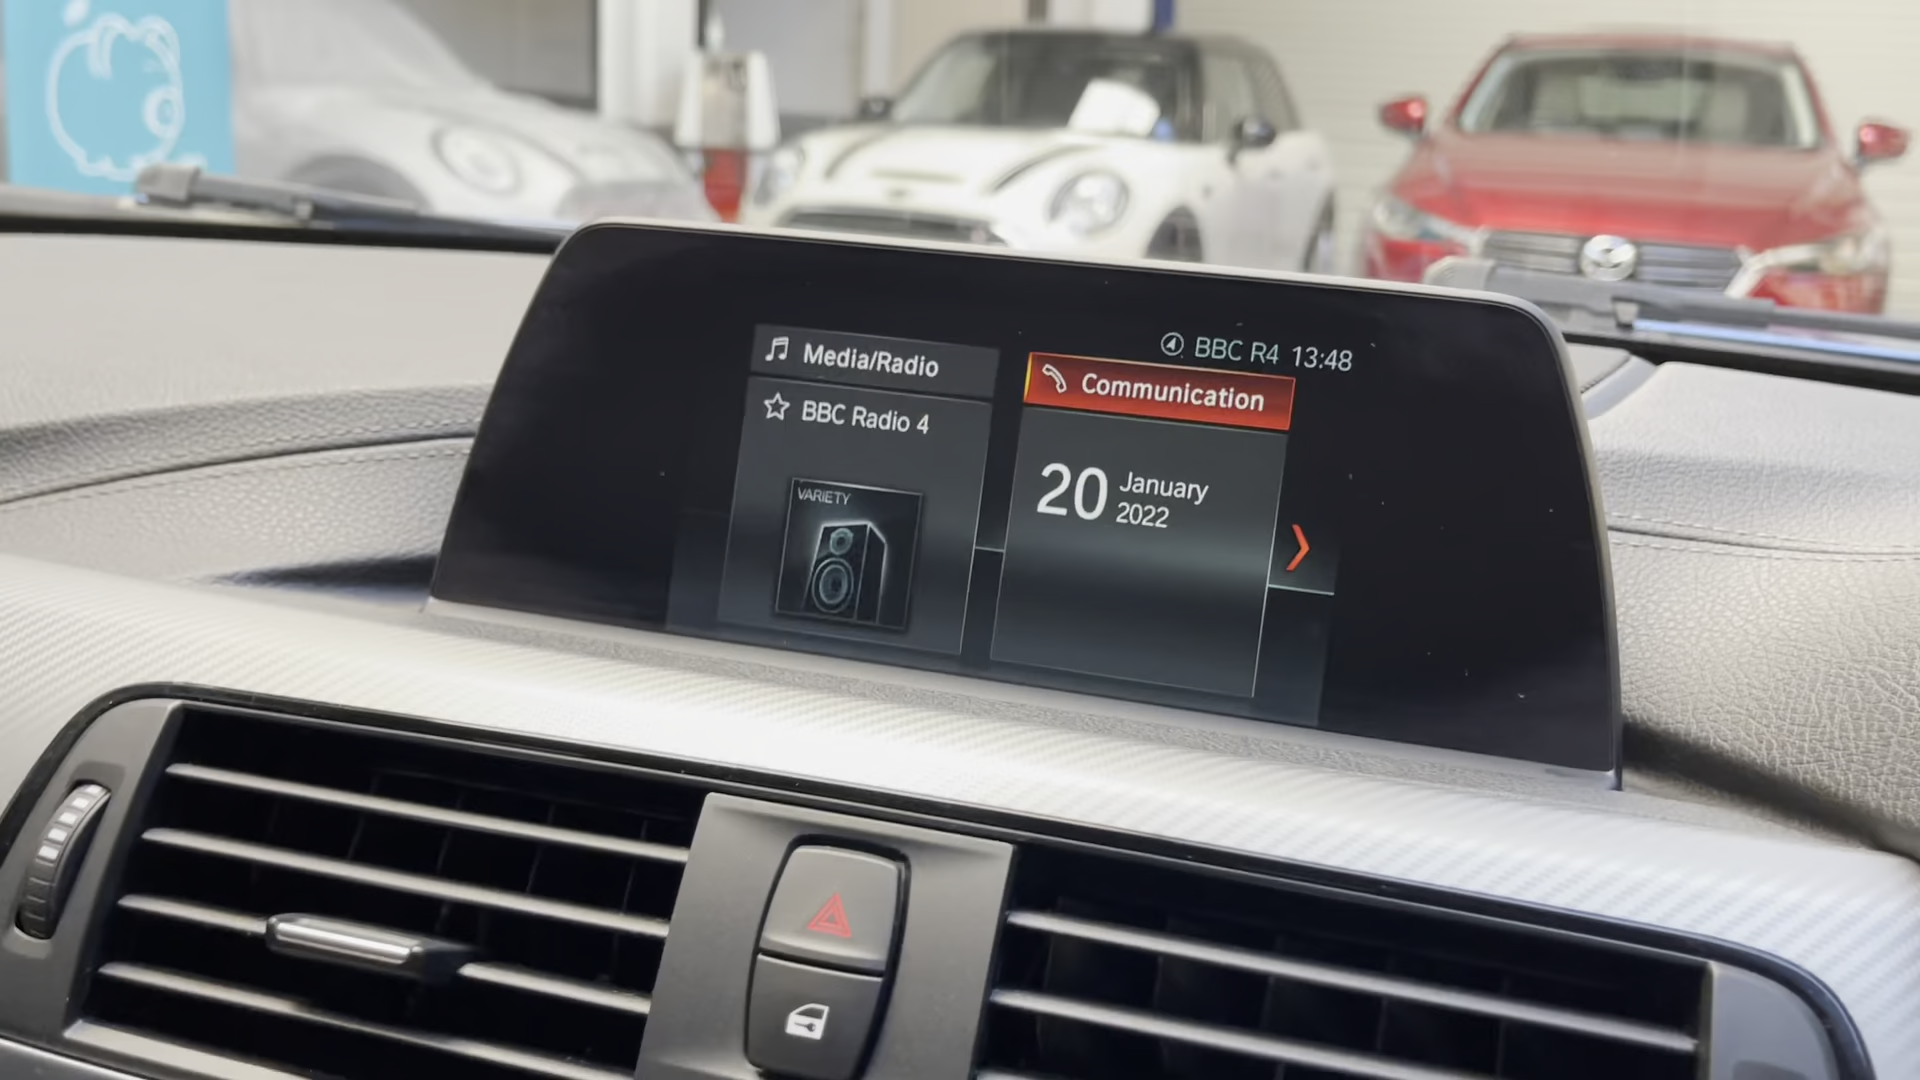 BBC R4 13:48
Media/Radio
BBC Radio 4
VARIETY
Communication
20 January
2022